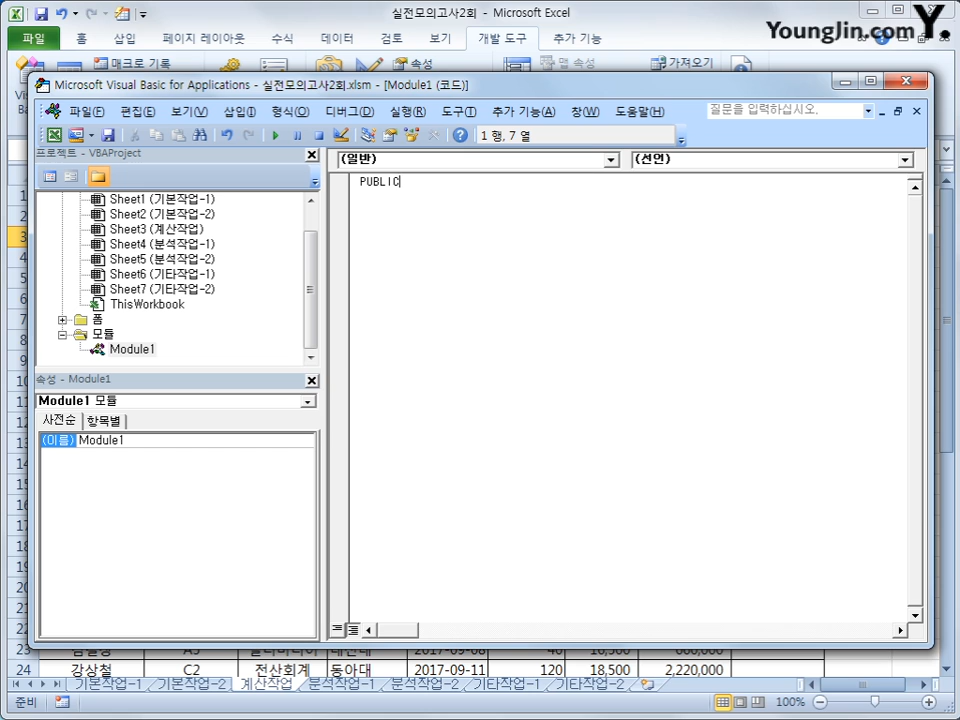 실전모의고사2회 - Microsoft Excel
Younglin.com Y.
파일 홈 삽입 페이지 레이아웃 수식 데이터 검토 보기 개발 도구 추가 기능
매크로 기록 속성 맵 속성 가져오기
Microsoft Visual Basic for Applications - 실전모의고사2회.xlsm - [Module1 (코드)]
파일(F) 편집(E) 보기(V) 삽입(I) 형식(O) 디버그(D) 실행(R) 도구(T) 추가 기능(A) 창(W) 도움말(H) 질문을 입력하십시오.
1 행, 7 열
프로젝트 - VBAProject
(일반) (선언)
PUBLIC
Sheet1 (기본작업-1)
Sheet2 (기본작업-2)
Sheet3 (계산작업)
Sheet4 (분석작업-1)
Sheet5 (분석작업-2)
Sheet6 (기타작업-1)
Sheet7 (기타작업-2)
ThisWorkbook
폼
모듈
Module1
속성 - Module1
Module1 모듈
사전순 항목별
(이름) Module1
24 강상철 C2 전산회계 동아대 2017-09-11 120 18,500 2,220,000
기본작업-1 기본작업-2 계산작업 분석작업-1 분석작업-2 기타작업-1 기타작업-2
준비 100%